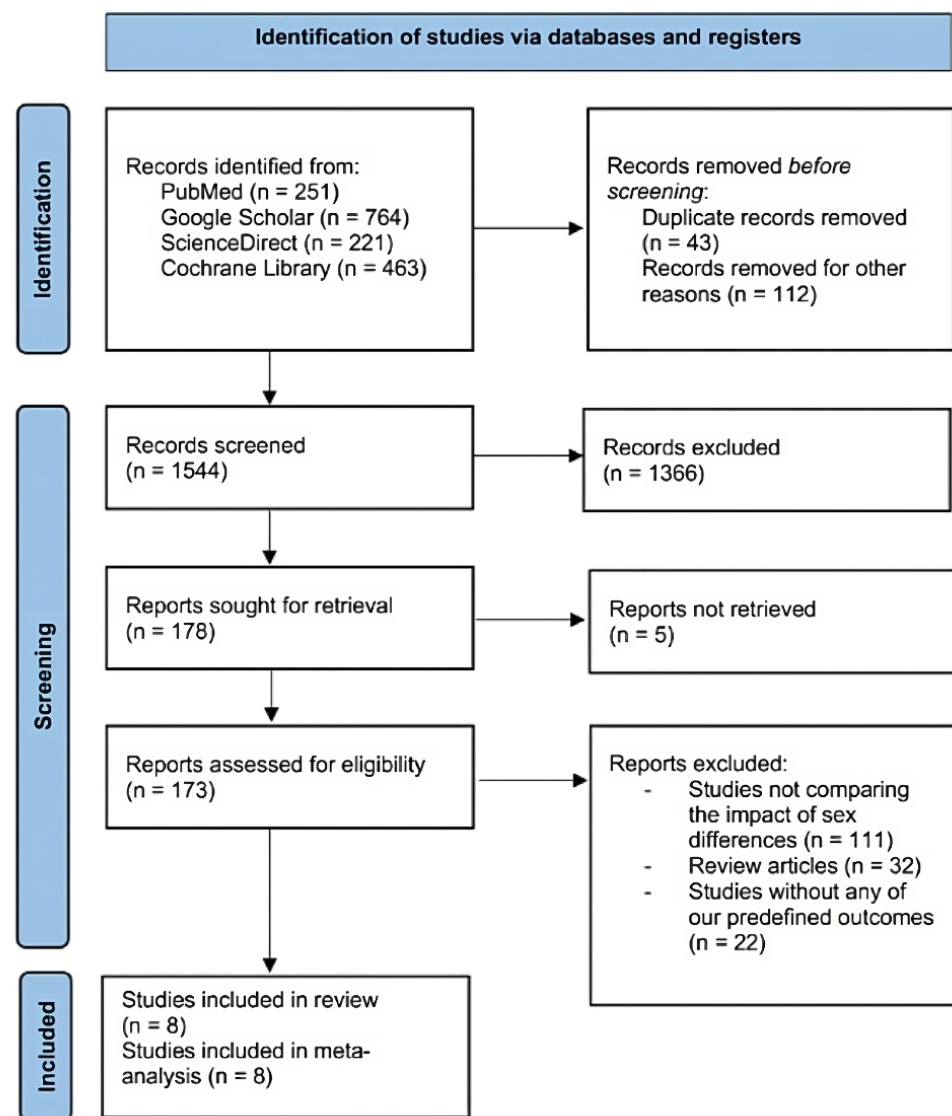 Identification of studies via databases and registers
Identification
Records identified from:
PubMed (n = 251)
Google Scholar (n = 764)
ScienceDirect (n = 221)
Cochrane Library (n = 463)
Records removed before
screening:
Duplicate records removed
(n = 43)
Records removed for other
reasons (n = 112)
Screening
Records screened
(n = 1544)
Records excluded
(n = 1366)
Reports sought for retrieval
(n = 178)
Reports not retrieved
(n = 5)
Reports assessed for eligibility
(n = 173)
Reports excluded:
- Studies not comparing
the impact of sex
differences (n = 111)
- Review articles (n = 32)
- Studies without any of
our predefined outcomes
(n = 22)
Included
Studies included in review
(n = 8)
Studies included in meta-
analysis (n = 8)